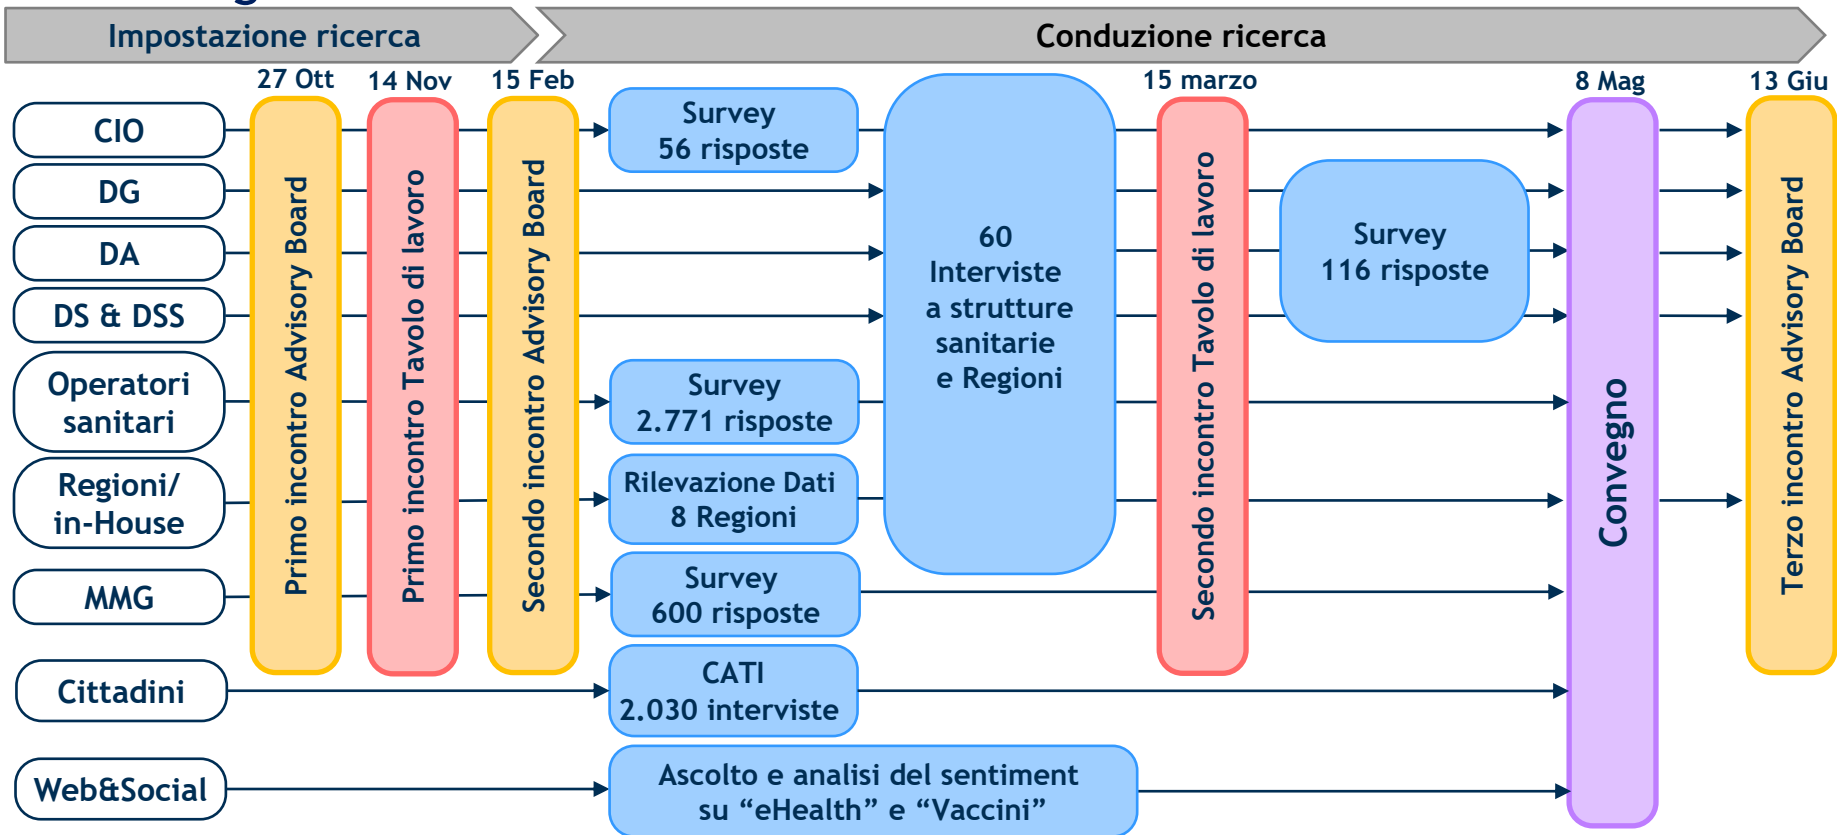 Impostazione ricerca
Conduzione ricerca
27 Ott
14 Nov
15 Feb
15 marzo
8 Mag
13 Giu
CIO
DG
DA
DS & DSS
Operatori
sanitari
Regioni/
in-House
MMG
Cittadini
Web&Social
Primo incontro Advisory Board
Primo incontro Tavolo di lavoro
Secondo incontro Advisory Board
Survey
56 risposte
Survey
2.771 risposte
Rilevazione Dati
8 Regioni
Survey
600 risposte
CATI
2.030 interviste
Ascolto e analisi del sentiment
su “eHealth” e “Vaccini”
60
Interviste
a strutture
sanitarie
e Regioni
Secondo incontro Tavolo di lavoro
Survey
116 risposte
Convegno
Terzo incontro Advisory Board